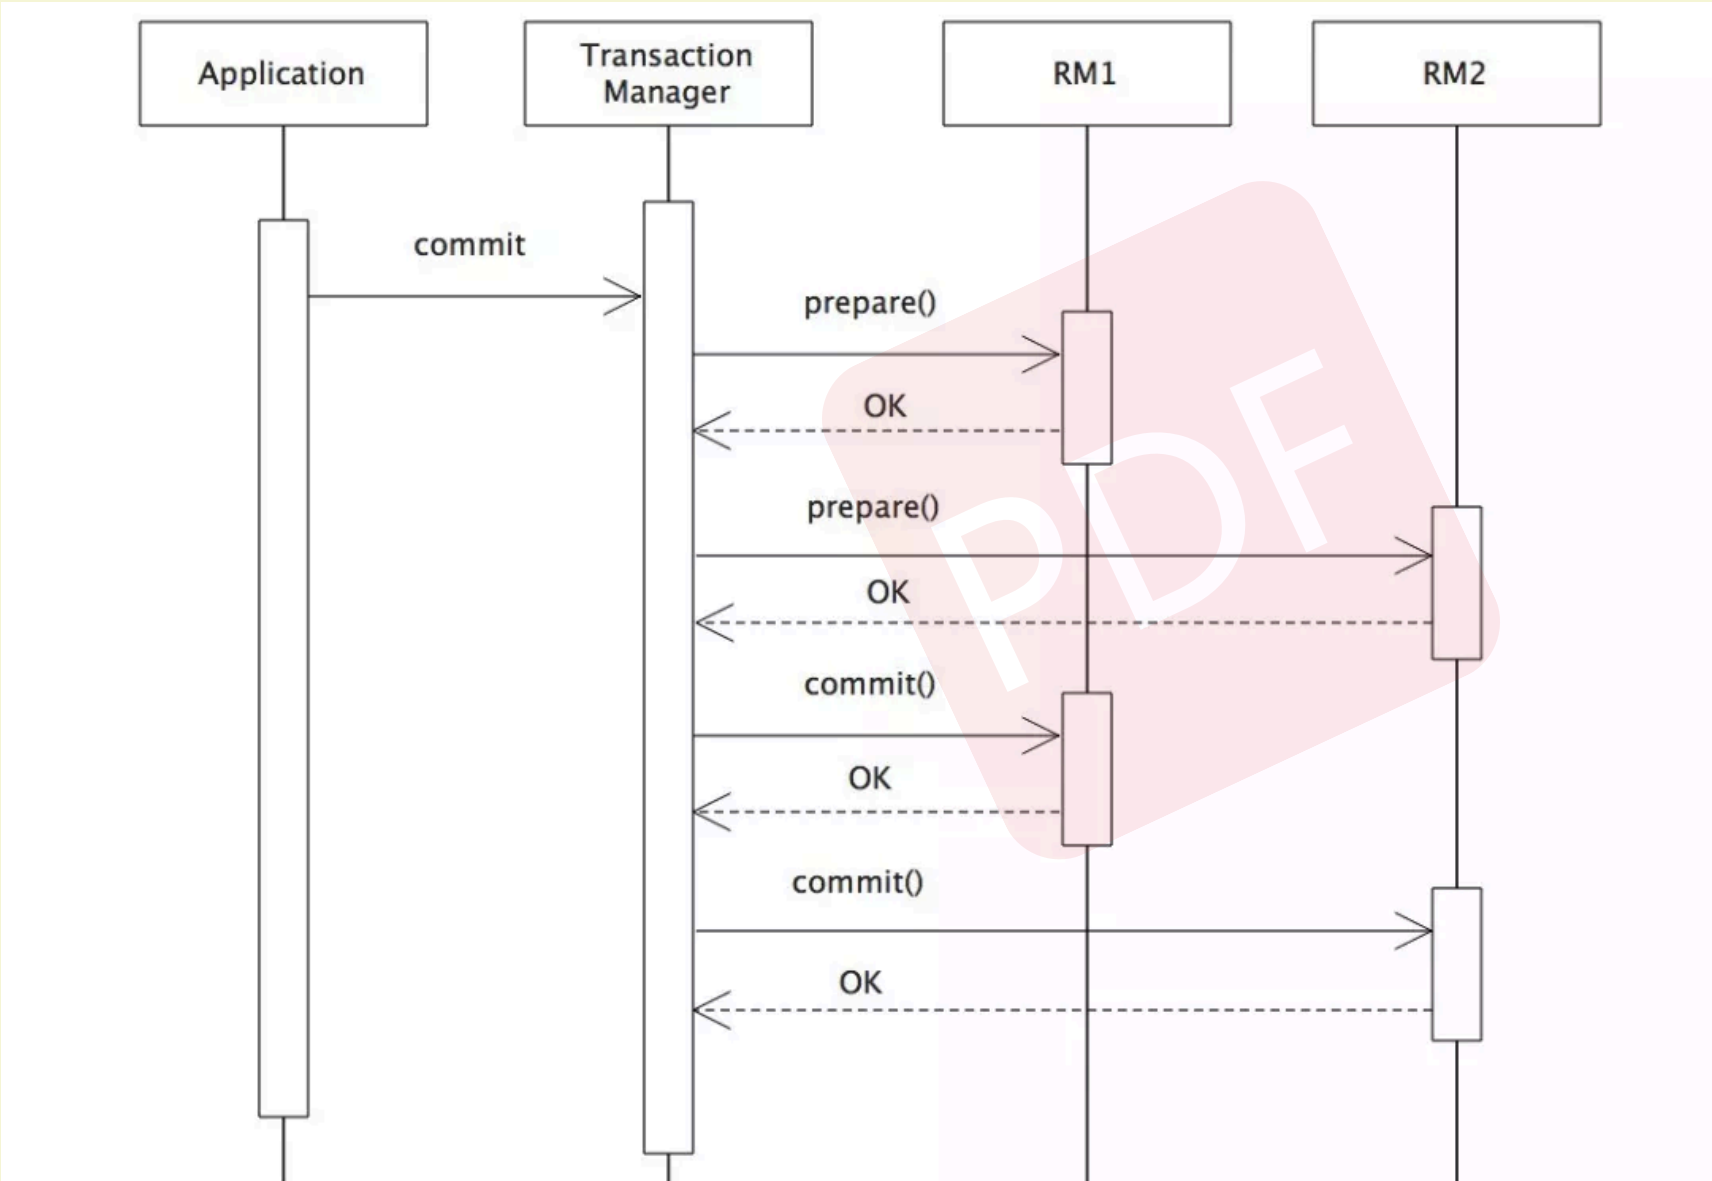 Application
Transaction
Manager
RM1
RM2
commit
prepare()
OK
prepare()
OK
commit()
OK
commit()
OK
PDF